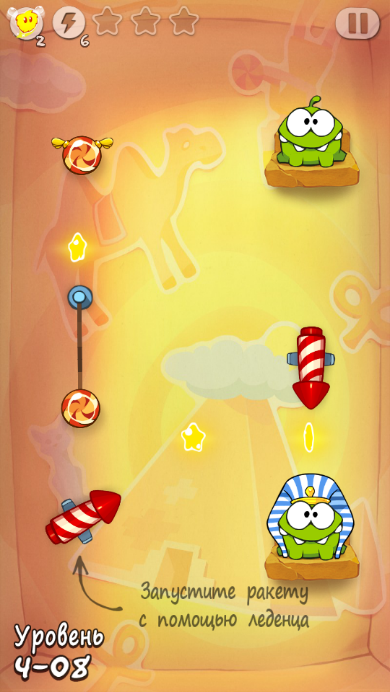 2
6
Запустите ракету
с помощью леденца
Уровень
4-08